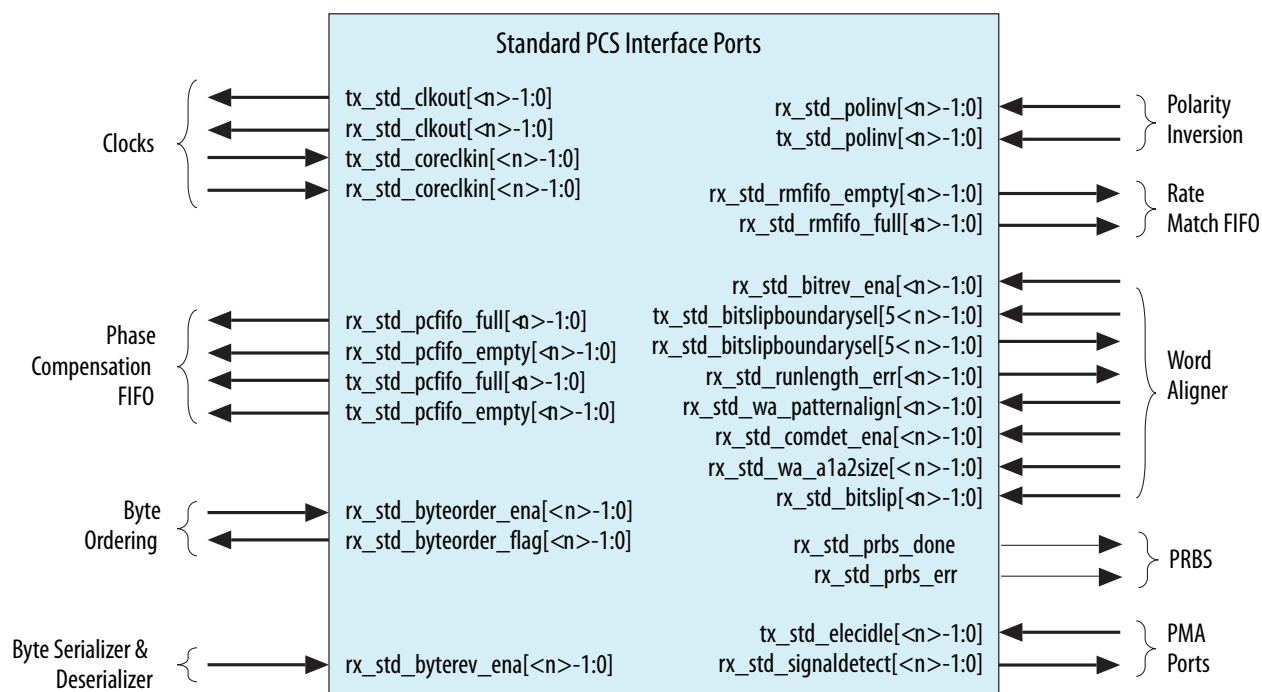 Standard PCS Interface Ports
Clocks
tx_std_clkout[<n>-1:0]
rx_std_clkout[<n>-1:0]
tx_std_coreclkin[<n>-1:0]
rx_std_coreclkin[<n>-1:0]
Phase
Compensation
FIFO
rx_std_pcfifo_full[<n>-1:0]
rx_std_pcfifo_empty[<n>-1:0]
tx_std_pcfifo_full[<n>-1:0]
tx_std_pcfifo_empty[<n>-1:0]
Byte
Ordering
rx_std_byteorder_ena[<n>-1:0]
rx_std_byteorder_flag[<n>-1:0]
Byte Serializer &
Deserializer
rx_std_byterev_ena[<n>-1:0]
rx_std_polinv[<n>-1:0]
tx_std_polinv[<n>-1:0]
Polarity
Inversion
rx_std_rmfifo_empty[<n>-1:0]
rx_std_rmfifo_full[<n>-1:0]
Rate
Match FIFO
rx_std_bitrev_ena[<n>-1:0]
tx_std_bitslipboundarysel[5<n>-1:0]
rx_std_bitslipboundarysel[5<n>-1:0]
rx_std_runlength_err[<n>-1:0]
rx_std_wa_patternalign[<n>-1:0]
rx_std_comdet_ena[<n>-1:0]
rx_std_wa_a1a2size[<n>-1:0]
rx_std_bitslip[<n>-1:0]
Word
Aligner
rx_std_prbs_done
rx_std_prbs_err
PRBS
tx_std_elecidle[<n>-1:0]
rx_std_signaldetect[<n>-1:0]
PMA
Ports